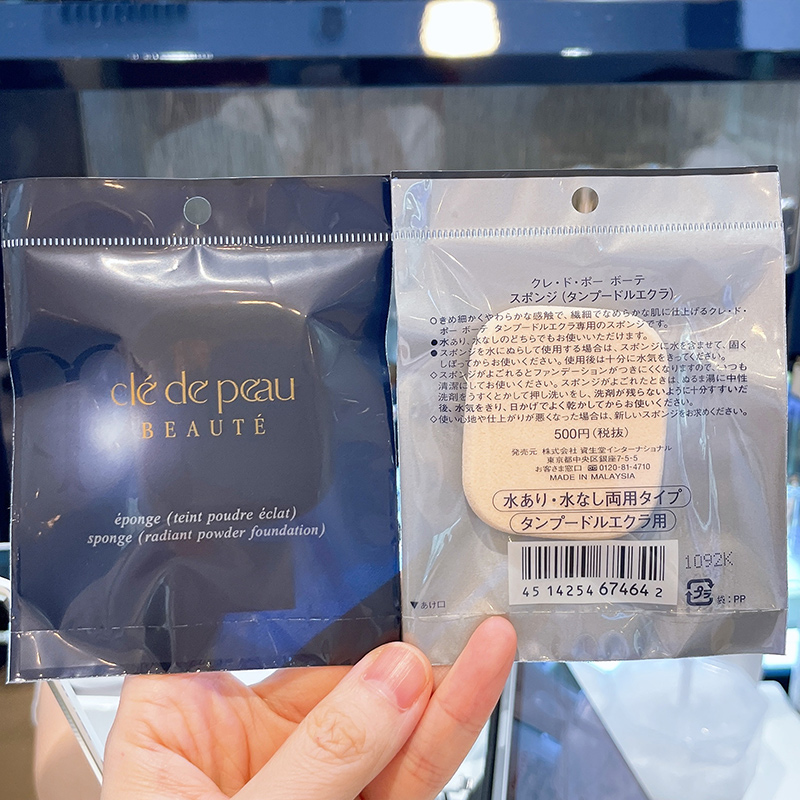 clé de peau
BEAUTÉ
éponge (teint poudre éclat)
sponge (radiant powder foundation)
クレ・ド・ポー ボーテ
スポンジ (タンプードルエクラ)
○きめ細かくやわらかな感触で、繊細でなめらかな肌に仕上げるクレ・ド・
ポー ボーテ タンプードルエクラ専用のスポンジです。
●水あり、水なしのどちらでもお使いいただけます。
●スポンジを水にぬらして使用する場合は、スポンジに水を含ませて、固く
しぼってからお使いください。使用後は十分に水気をきってください。
◇スポンジがよごれるとファンデーションがつきにくくなりますので、いつも
清潔にしてお使いください。スポンジがよごれたときは、ぬるま湯に中性
洗剤をうすくとかして押し洗いをし、洗剤が残らないように十分すすいだ
後、水気をきり、日かげでよく乾かしてからお使いください。
◇使い心地や仕上がりが悪くなった場合は、新しいスポンジをお求めください。
500円(税抜)
発売元 株式会社 資生堂インターナショナル
東京都中央区銀座7-5-5
お客さま窓口 0120-81-4710
MADE IN MALAYSIA
水あり・水なし両用タイプ
タンプードルエクラ用
4 514254 674642
1092K
▼あけ口
プラ 袋:PP